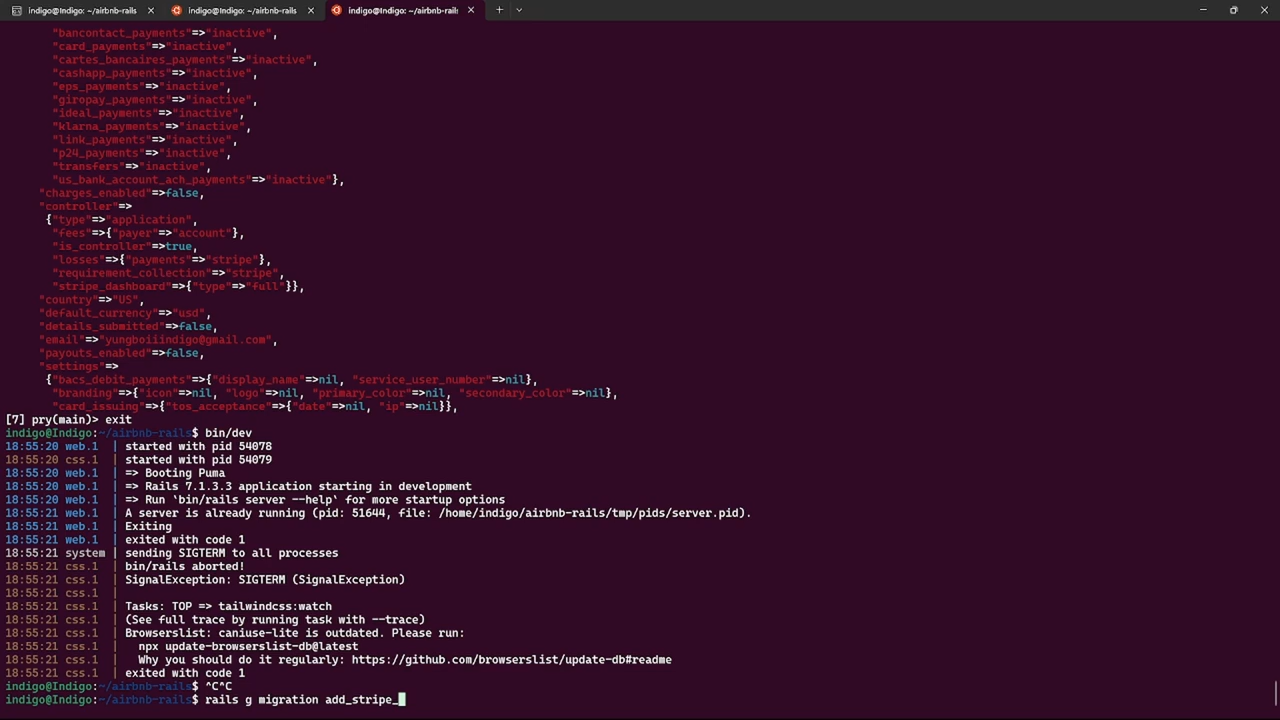 indigo@Indigo: ~/airbnb-rails
indigo@Indigo: ~/airbnb-rails
indigo@Indigo: ~/airbnb-rails
"bancontact_payments"=>"inactive",
"card_payments"=>"inactive",
"cartes_bancaires_payments"=>"inactive",
"cashapp_payments"=>"inactive",
"eps_payments"=>"inactive",
"giropay_payments"=>"inactive",
"ideal_payments"=>"inactive",
"klarna_payments"=>"inactive",
"link_payments"=>"inactive",
"p24_payments"=>"inactive",
"transfers"=>"inactive",
"us_bank_account_ach_payments"=>"inactive"},
"charges_enabled"=>false,
"controller"=>
{"type"=>"application",
"fees"=>{"payer"=>"account"},
"is_controller"=>true,
"losses"=>{"payments"=>"stripe"},
"requirement_collection"=>"stripe",
"stripe_dashboard"=>{"type"=>"full"}},
"country"=>"US",
"default_currency"=>"usd",
"details_submitted"=>false,
"email"=>"yungboiiindigo@gmail.com",
"payouts_enabled"=>false,
"settings"=>
{"bacs_debit_payments"=>{"display_name"=>nil, "service_user_number"=>nil},
"branding"=>{"icon"=>nil, "logo"=>nil, "primary_color"=>nil, "secondary_color"=>nil},
"card_issuing"=>{"tos_acceptance"=>{"date"=>nil, "ip"=>nil}},
[7] pry(main)> exit
indigo@Indigo:~/airbnb-rails$ bin/dev
18:55:20 web.1  | started with pid 54078
18:55:20 css.1  | started with pid 54079
18:55:20 web.1  | => Booting Puma
18:55:20 web.1  | => Rails 7.1.3.3 application starting in development
18:55:20 web.1  | => Run `bin/rails server --help` for more startup options
18:55:21 web.1  | A server is already running (pid: 51644, file: /home/indigo/airbnb-rails/tmp/pids/server.pid).
18:55:21 web.1  | Exiting
18:55:21 web.1  | exited with code 1
18:55:21 system | sending SIGTERM to all processes
18:55:21 css.1  | bin/rails aborted!
18:55:21 css.1  | SignalException: SIGTERM (SignalException)
18:55:21 css.1  |
18:55:21 css.1  | Tasks: TOP => tailwindcss:watch
18:55:21 css.1  | (See full trace by running task with --trace)
18:55:21 css.1  | Browserslist: caniuse-lite is outdated. Please run:
18:55:21 css.1  |   npx update-browserslist-db@latest
18:55:21 css.1  |   Why you should do it regularly: https://github.com/browserslist/update-db#readme
18:55:21 css.1  | exited with code 1
indigo@Indigo:~/airbnb-rails$ ^C^C
indigo@Indigo:~/airbnb-rails$ rails g migration add_stripe_